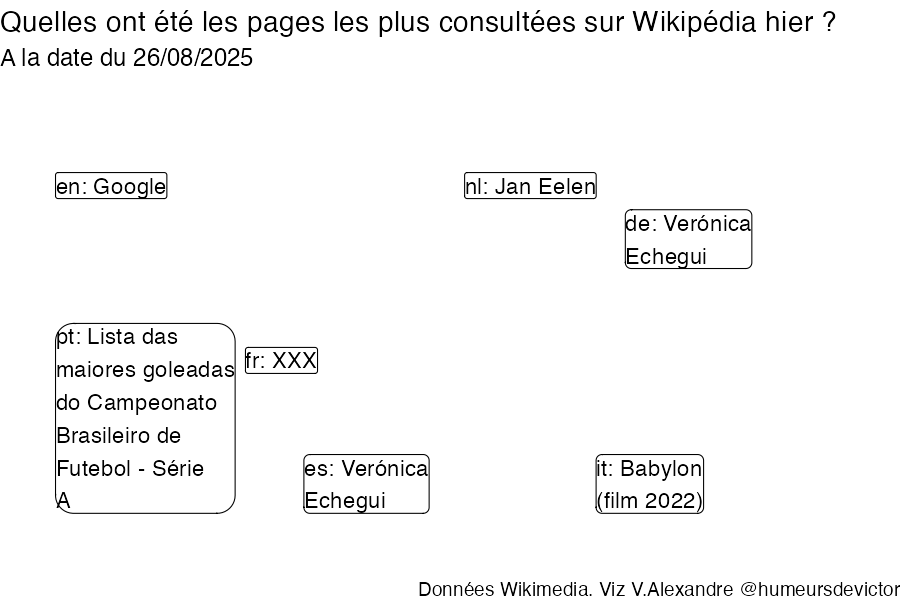 Quelles ont été les pages les plus consultées sur Wikipédia hier ?
A la date du 26/08/2025
en: Google
nl: Jan Eelen
de: Verónica
Echegui
pt: Lista das
maiores goleadas
do Campeonato
Brasileiro de
Futebol - Série
A
fr: XXX
es: Verónica
Echegui
it: Babylon
(film 2022)
Données Wikimedia. Viz V.Alexandre @humeursdevictor